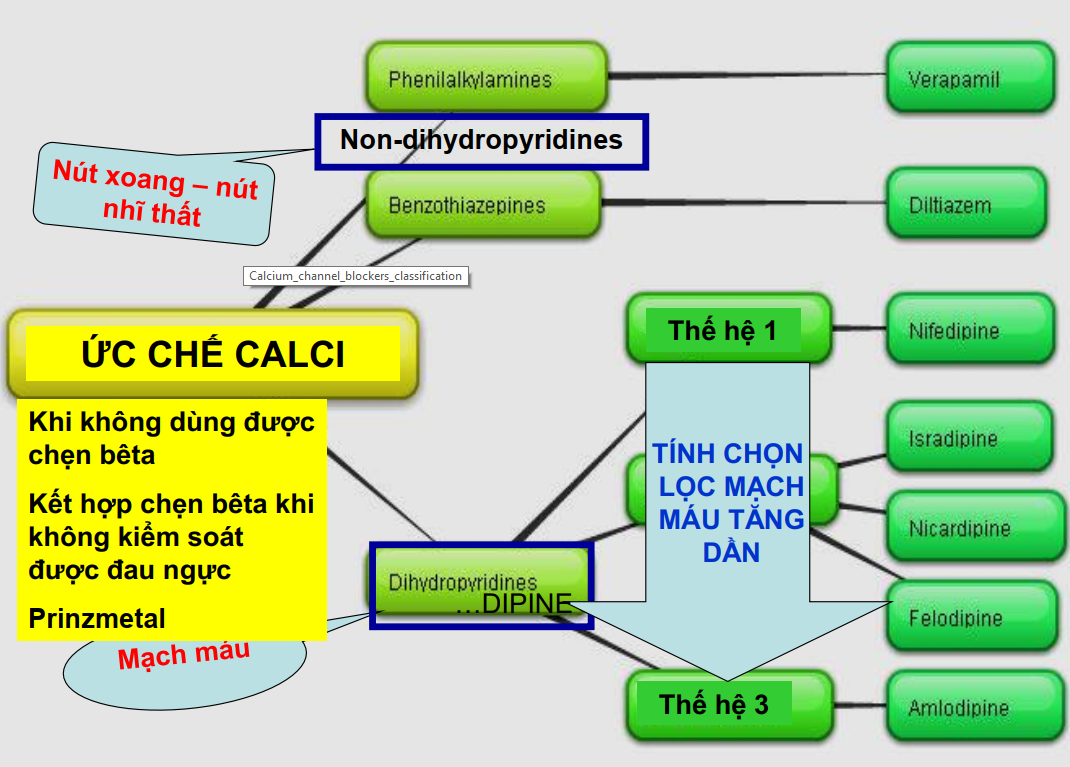 Phenilalkylamines
Verapamil
Non-dihydropyridines
Nút xoang – nút
nhĩ thất
Benzothiazepines
Diltiazem
Calcium_channel_blockers_classification
ỨC CHẾ CALCI
Thế hệ 1
Nifedipine
Khi không dùng được
chẹn bêta
Kết hợp chẹn bêta khi
không kiểm soát
được đau ngực
Prinzmetal
TÍNH CHỌN
LỌC MẠCH
MÁU TĂNG
DẦN
Isradipine
Nicardipine
Dihydropyridines
...DIPINE
Felodipine
Mạch máu
Thế hệ 3
Amlodipine